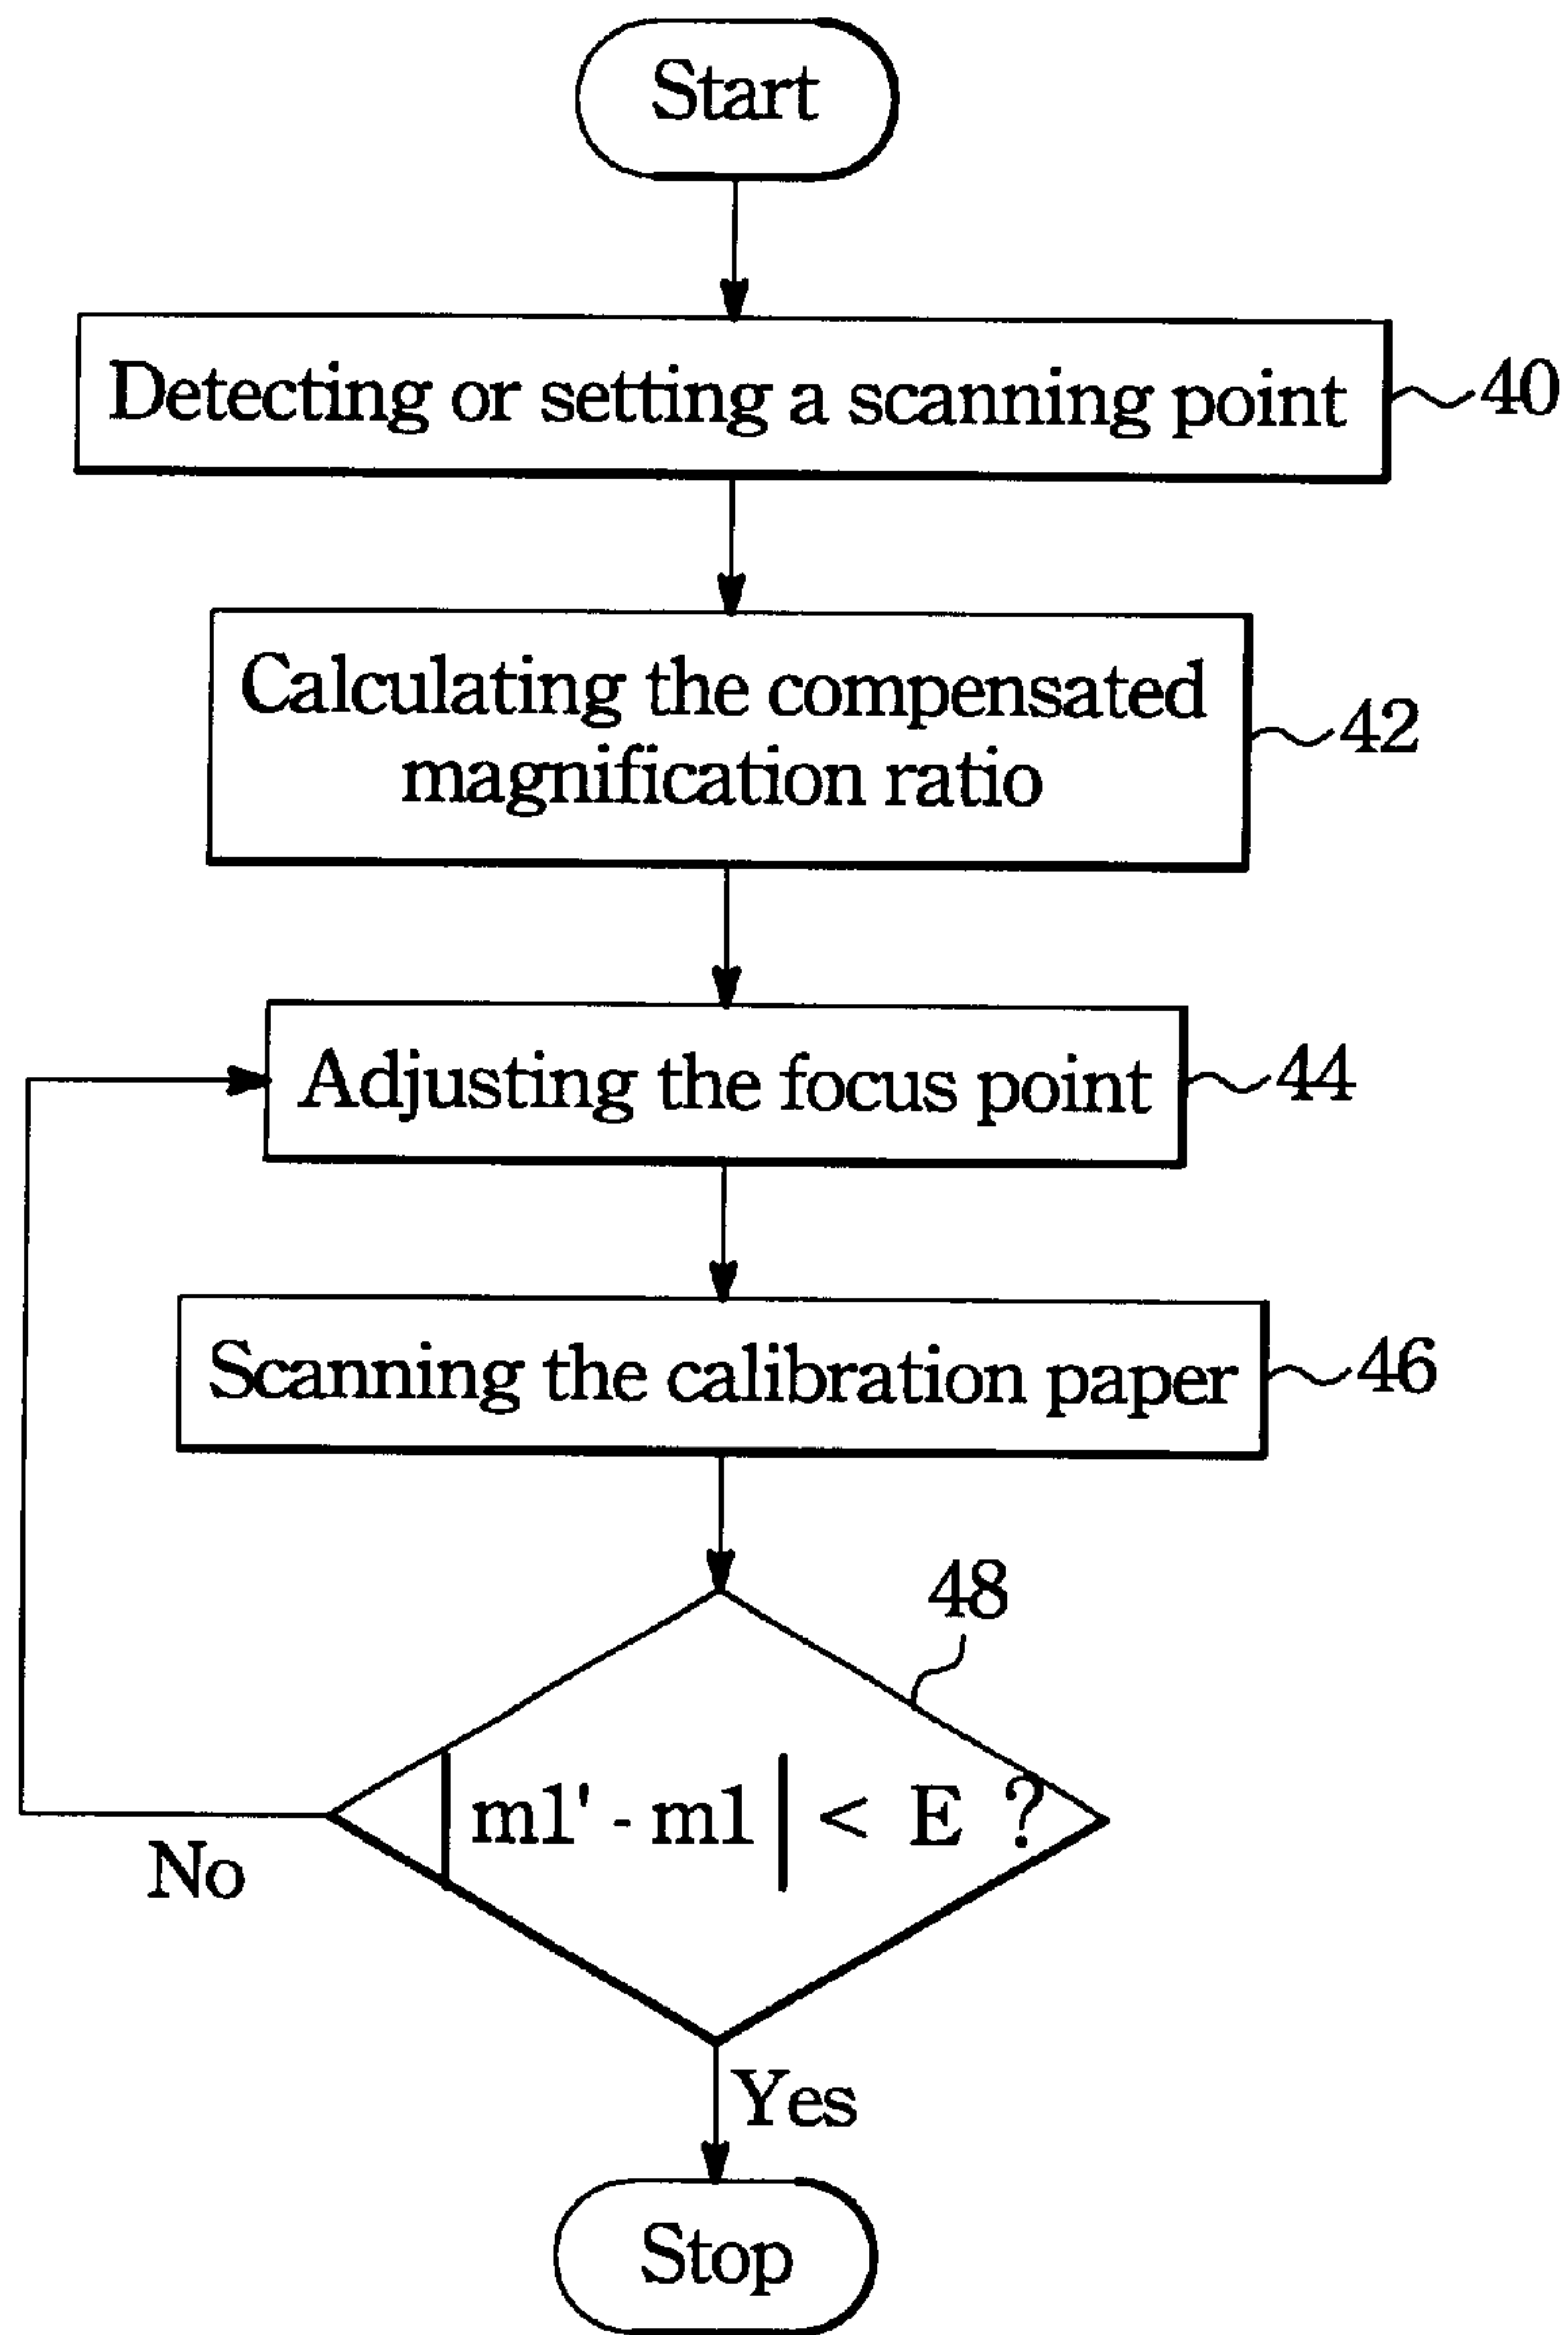 Start
Detecting or setting a scanning point
40
Calculating the compensated
magnification ratio
42
Adjusting the focus point
44
Scanning the calibration paper
46
48
|m1' - m1| < E ?
No
Yes
Stop